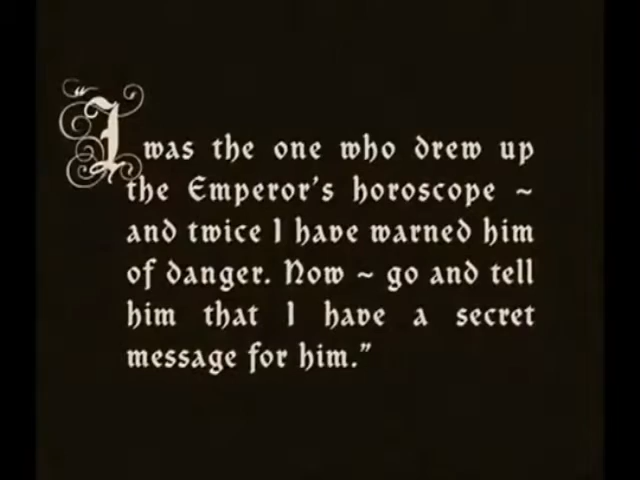 I was the one who drew up
the Emperor's horoscope ~
and twice I have warned him
of danger. Now ~ go and tell
him that I have a secret
message for him."